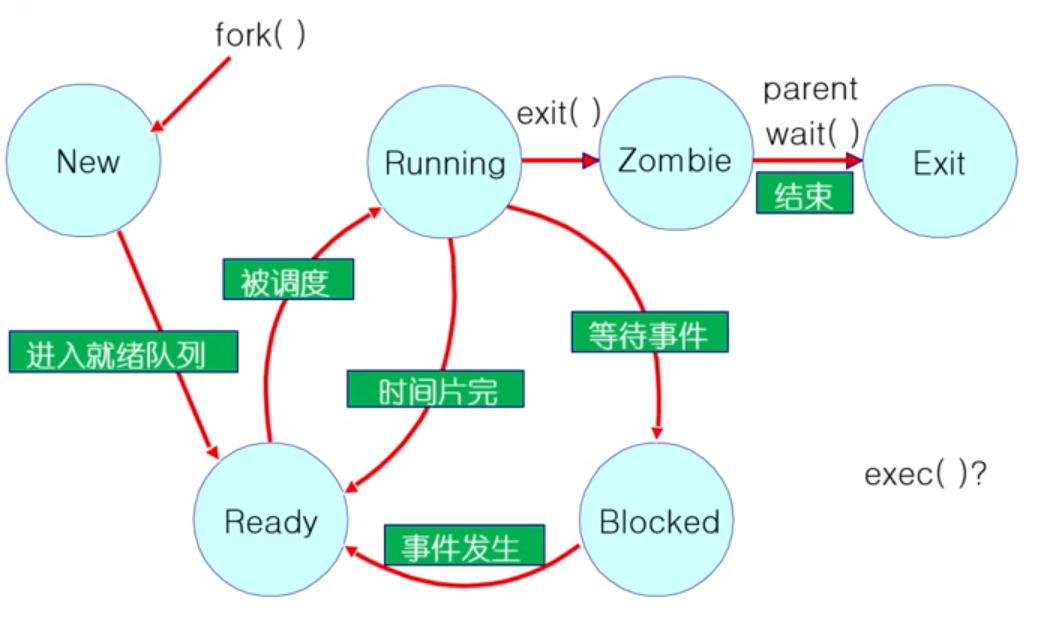 fork( )
New
Running
exit( )
Zombie
parent
wait( )
结束
Exit
被调度
进入就绪队列
时间片完
等待事件
Ready
事件发生
Blocked
exec( )?